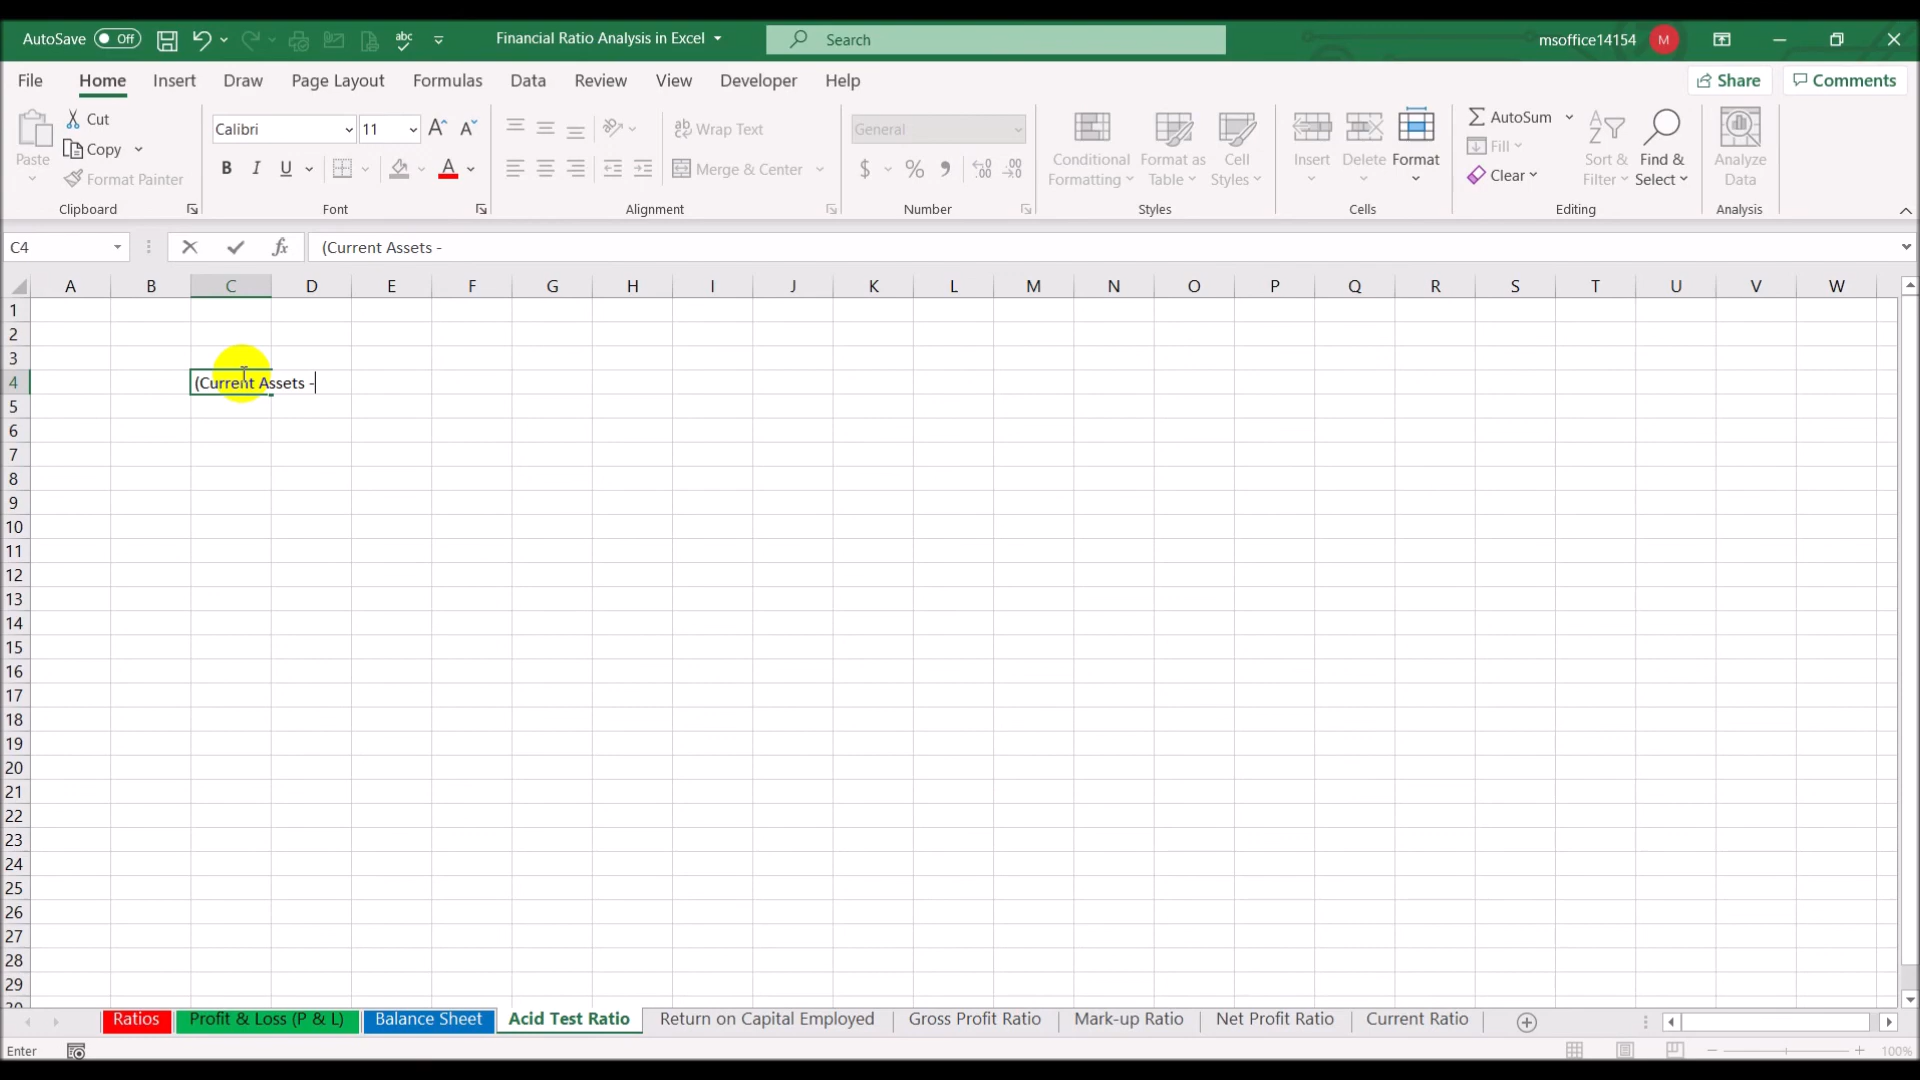 AutoSave Off abc Financial Ratio Analysis in Excel Search msoffice14154 M
File Home Insert Draw Page Layout Formulas Data Review View Developer Help Share Comments
Paste Cut Copy Format Painter Clipboard
Calibri 11 A A B I U A Font
ab Wrap Text Merge & Center Alignment
General $ % , Number
Conditional Formatting Format as Table Cell Styles Styles
Insert Delete Format Cells
AutoSum Fill Clear Sort & Filter Find & Select Editing
Analyze Data Analysis
C4 fx (Current Assets -
A B C D E F G H I J K L M N O P Q R S T U V W
1
2
3
4 (Current Assets -
5
6
7
8
9
10
11
12
13
14
15
16
17
18
19
20
21
22
23
24
25
26
27
28
29
30
Ratios Profit & Loss (P & L) Balance Sheet Acid Test Ratio Return on Capital Employed Gross Profit Ratio Mark-up Ratio Net Profit Ratio Current Ratio
Enter 100%